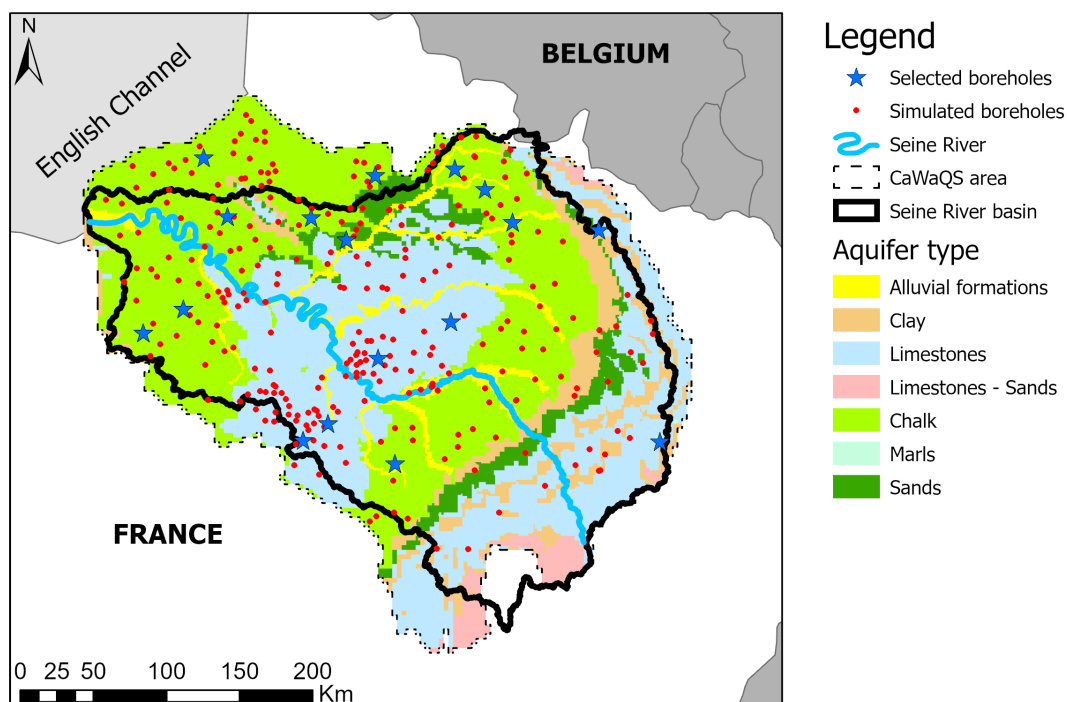 N
English Channel
BELGIUM
FRANCE
0 25 50 100 150 200
Km
Legend
Selected boreholes
Simulated boreholes
Seine River
CaWaQS area
Seine River basin
Aquifer type
Alluvial formations
Clay
Limestones
Limestones - Sands
Chalk
Marls
Sands